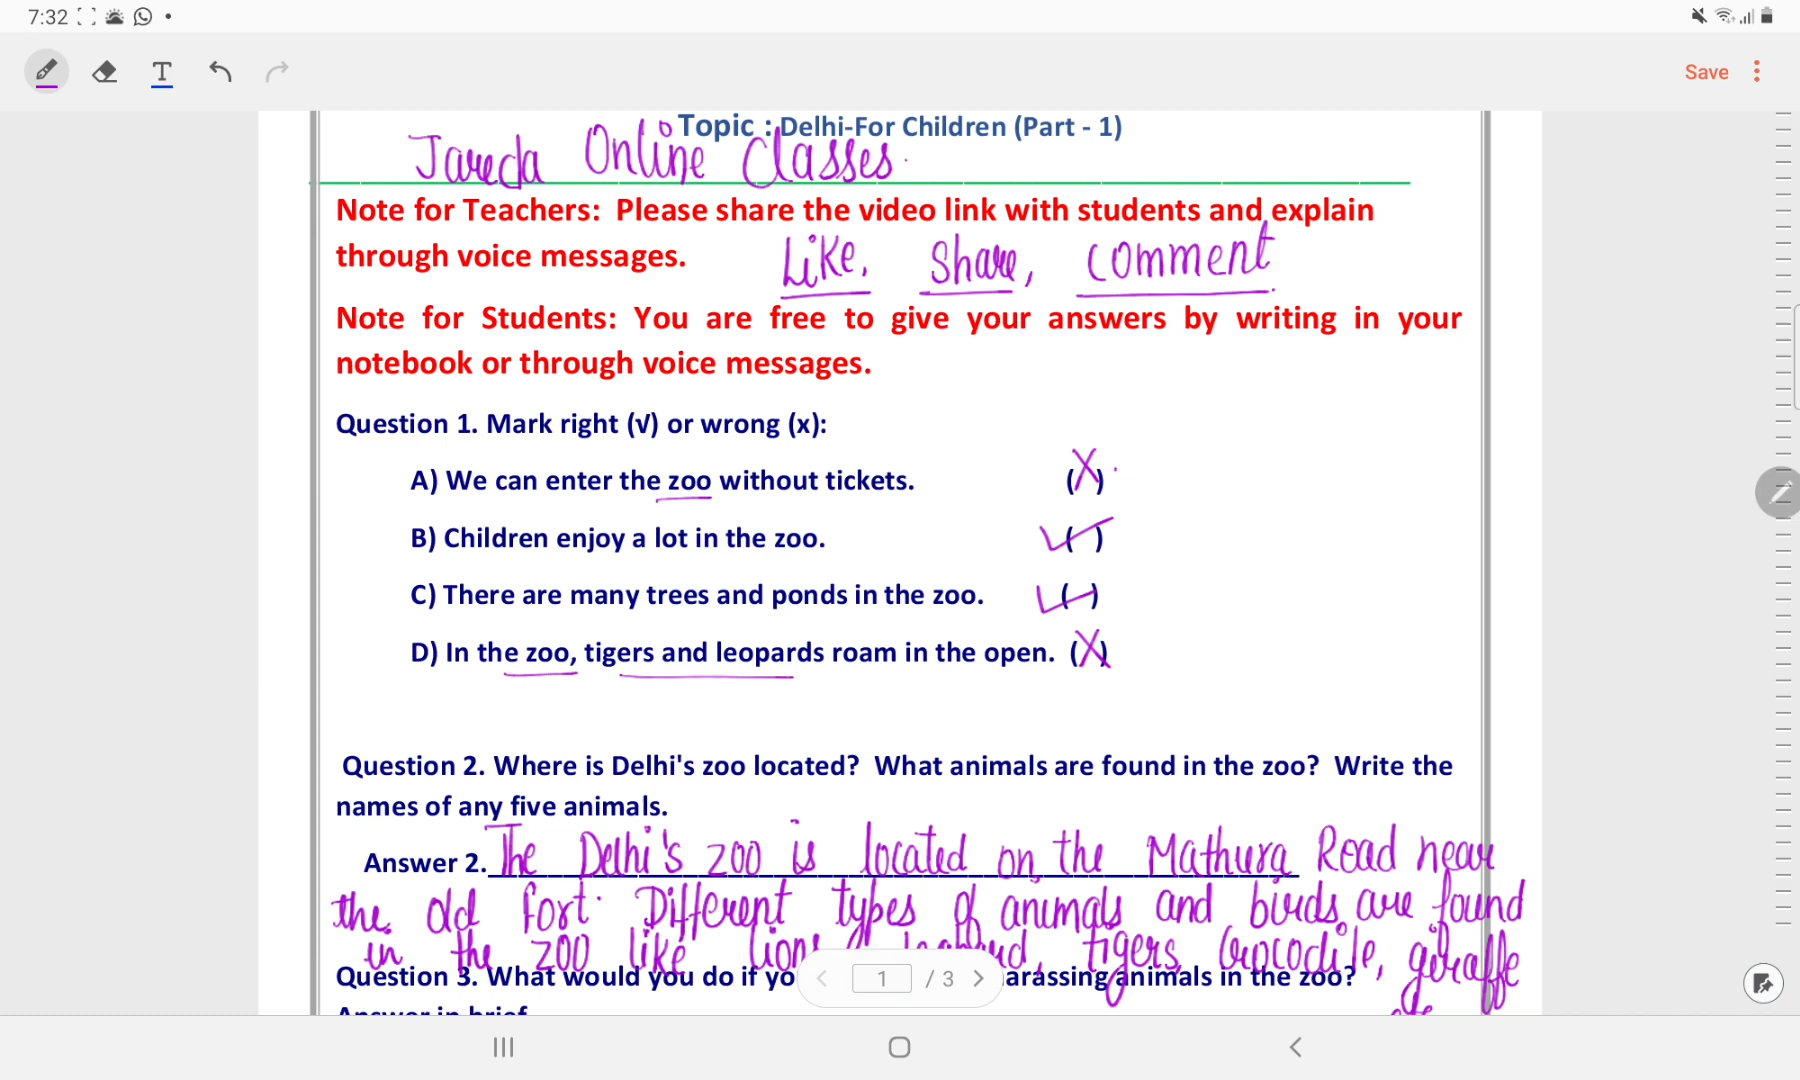 7:32
Save
Topic : Delhi-For Children (Part - 1)
Jareda Online Classes.
Note for Teachers: Please share the video link with students and explain
through voice messages.
Like, Share, Comment.
Note for Students: You are free to give your answers by writing in your
notebook or through voice messages.
Question 1. Mark right (√) or wrong (x):
A) We can enter the zoo without tickets. (X)
B) Children enjoy a lot in the zoo. ✓( )
C) There are many trees and ponds in the zoo. ✓( )
D) In the zoo, tigers and leopards roam in the open. (X)
Question 2. Where is Delhi's zoo located? What animals are found in the zoo? Write the
names of any five animals.
Answer 2. The Delhi's zoo is located on the Mathura Road near
the old fort. Different types of animals and birds are found
in the zoo like tigers, Crocodile, giraffe
Question 3. What would you do if animals in the zoo?
Answer in brief
1 / 3